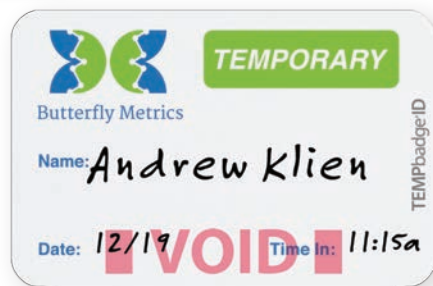 TEMPORARY
Butterfly Metrics
TEMPbadge®ID
Name: Andrew Klien
Date: 12/19 VOID Time In: 11:15a